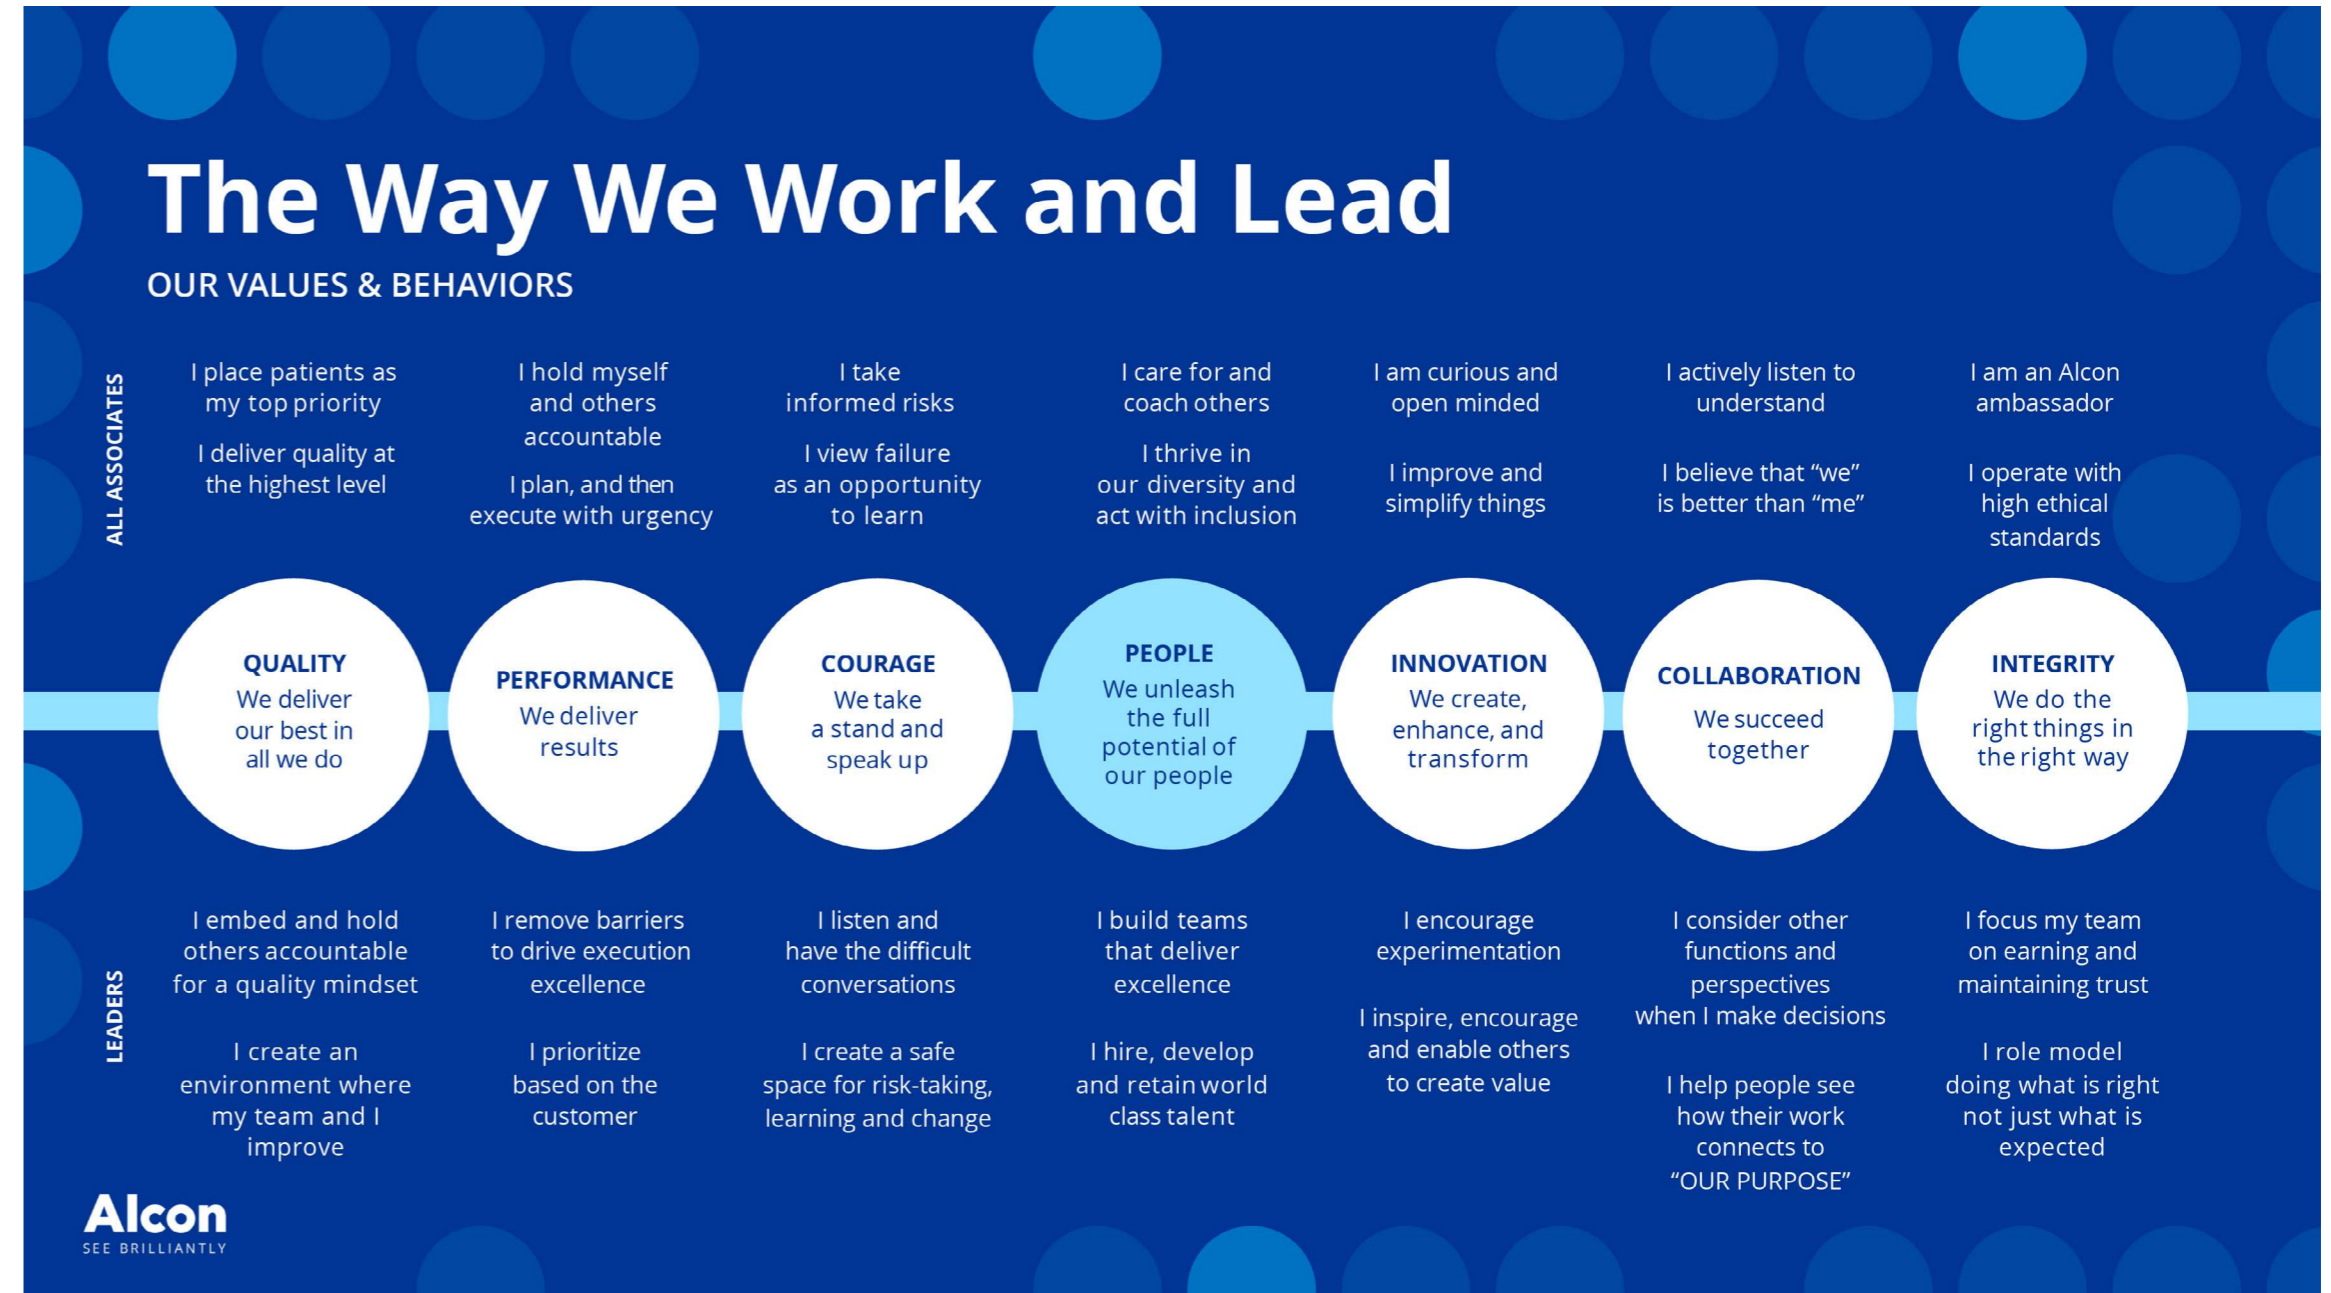 The Way We Work and Lead
OUR VALUES & BEHAVIORS
ALL ASSOCIATES
I place patients as
my top priority
I deliver quality at
the highest level
I hold myself
and others
accountable
I plan, and then
execute with urgency
I take
informed risks
I view failure
as an opportunity
to learn
I care for and
coach others
I thrive in
our diversity and
act with inclusion
I am curious and
open minded
I improve and
simplify things
I actively listen to
understand
I believe that “we”
is better than “me”
I am an Alcon
ambassador
I operate with
high ethical
standards
QUALITY
We deliver
our best in
all we do
PERFORMANCE
We deliver
results
COURAGE
We take
a stand and
speak up
PEOPLE
We unleash
the full
potential of
our people
INNOVATION
We create,
enhance, and
transform
COLLABORATION
We succeed
together
INTEGRITY
We do the
right things in
the right way
LEADERS
I embed and hold
others accountable
for a quality mindset
I create an
environment where
my team and I
improve
I remove barriers
to drive execution
excellence
I prioritize
based on the
customer
I listen and
have the difficult
conversations
I create a safe
space for risk-taking,
learning and change
I build teams
that deliver
excellence
I hire, develop
and retain world
class talent
I encourage
experimentation
I inspire, encourage
and enable others
to create value
I consider other
functions and
perspectives
when I make decisions
I help people see
how their work
connects to
“OUR PURPOSE”
I focus my team
on earning and
maintaining trust
I role model
doing what is right
not just what is
expected
Alcon
SEE BRILLIANTLY